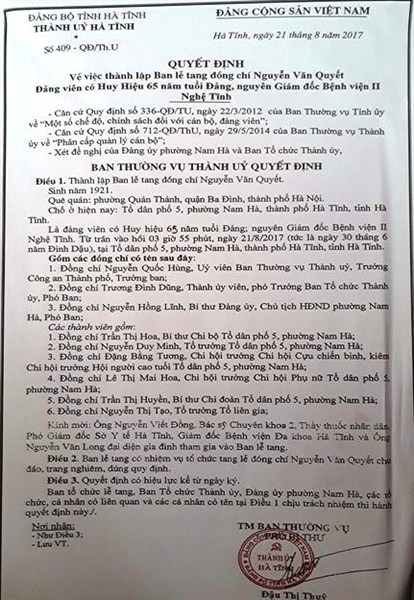 ĐẢNG BỘ TỈNH HÀ TĨNH
THÀNH UỶ HÀ TĨNH
*
Số 409 - QĐ/Th.U
ĐẢNG CỘNG SẢN VIỆT NAM
Hà Tĩnh, ngày 21 tháng 8 năm 2017
QUYẾT ĐỊNH
Về việc thành lập Ban lễ tang đồng chí Nguyễn Văn Quyết
Đảng viên có Huy Hiệu 65 năm tuổi Đảng, nguyên Giám đốc Bệnh viện II
Nghệ Tĩnh
- Căn cứ Quy định số 336-QĐ/TU, ngày 22/3/2012 của Ban Thường vụ Tỉnh ủy
về "Một số chế độ, chính sách đối với cán bộ, đảng viên";
- Căn cứ Quy định số 712-QĐ/ThU, ngày 29/5/2014 của Ban Thường vụ Thành
ủy về "Phân cấp quản lý cán bộ";
- Xét đề nghị của Đảng ủy phường Nam Hà và Ban Tổ chức Thành ủy,
BAN THƯỜNG VỤ THÀNH UỶ QUYẾT ĐỊNH
Điều 1. Thành lập Ban lễ tang đồng chí Nguyễn Văn Quyết.
Sinh năm 1921.
Quê quán: phường Quán Thánh, quận Ba Đình, thành phố Hà Nội.
Chỗ ở hiện nay: Tổ dân phố 5, phường Nam Hà, thành phố Hà Tĩnh, tỉnh Hà
Tĩnh.
Là đảng viên có Huy hiệu 65 năm tuổi Đảng; nguyên Giám đốc Bệnh viện II
Nghệ Tĩnh. Từ trần vào hồi 03 giờ 55 phút, ngày 21/8/2017 (tức là ngày 30 tháng 6
năm Đinh Dậu), tại Tổ dân phố 5, phường Nam Hà, thành phố Hà Tĩnh, tỉnh Hà Tĩnh.
Gồm các đồng chí có tên sau đây:
1. Đồng chí Nguyễn Quốc Hùng, Uỷ viên Ban Thường vụ Thành uỷ, Trưởng
Công an Thành phố, Trưởng ban;
2. Đồng chí Trương Đình Dũng, Thành ủy viên, phó Trưởng Ban Tổ chức Thành
ủy, Phó Ban;
3. Đồng chí Nguyễn Hồng Lĩnh, Bí thư Đảng ủy, Chủ tịch HĐND phường Nam
Hà, Phó Ban;
Các thành viên gồm:
1. Đồng chí Trần Thị Hoa, Bí thư Chi bộ Tổ dân phố 5, phường Nam Hà;
2. Đồng chí Nguyễn Duy Minh, Tổ trưởng Tổ dân phố 5, phường Nam Hà;
3. Đồng chí Đặng Bằng Tương, Chi hội trưởng Chi hội Cựu chiến binh, kiêm
Chi hội trưởng Hội người cao tuổi Tổ dân phố 5, phường Nam Hà;
4. Đồng chí Lê Thị Mai Hoa, Chi hội trưởng Chi hội Phụ nữ Tổ dân phố 5,
phường Nam Hà;
5. Đồng chí Trần Thị Huyền, Bí thư Chi đoàn Tổ dân phố 5, phường Nam Hà;
6. Đồng chí Nguyễn Thị Tạo, Tổ trưởng Tổ liên gia;
Kính mời: Ông Nguyễn Viết Đồng, Bác sỹ Chuyên khoa 2, Thầy thuốc nhân dân,
Phó Giám đốc Sở Y tế Hà Tĩnh, Giám đốc Bệnh viện Đa khoa Hà Tĩnh và Ông
Nguyễn Văn Long đại diện gia đình tham gia vào Ban lễ tang.
Điều 2. Ban lễ tang có nhiệm vụ tổ chức tang lễ đồng chí Nguyễn Văn Quyết chu
đáo, trang nghiêm, đúng quy định.
Điều 3. Quyết định có hiệu lực kể từ ngày ký.
Ban tổ chức lễ tang, Ban Tổ chức Thành ủy, Đảng ủy phường Nam Hà, các tổ
chức, cá nhân có liên quan và các cá nhân có tên tại Điều 1 chịu trách nhiệm thi hành
quyết định này./.
Nơi nhận:
- Như Điều 3;
- Lưu VT.
TM BAN THƯỜNG VỤ
PHÓ BÍ THƯ
THÀNH ỦY
HÀ TĨNH
Đậu Thị Thuỷ